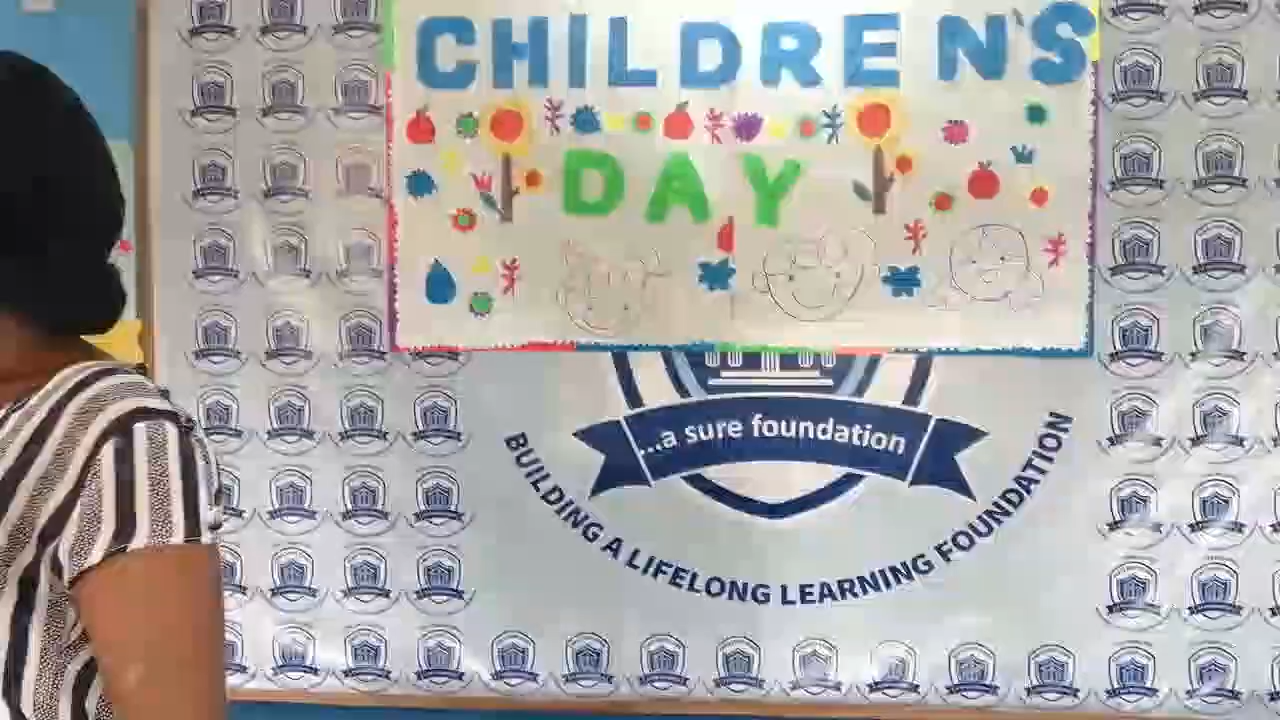 CHILDREN'S
DAY
...a sure foundation
BUILDING A LIFELONG LEARNING FOUNDATION